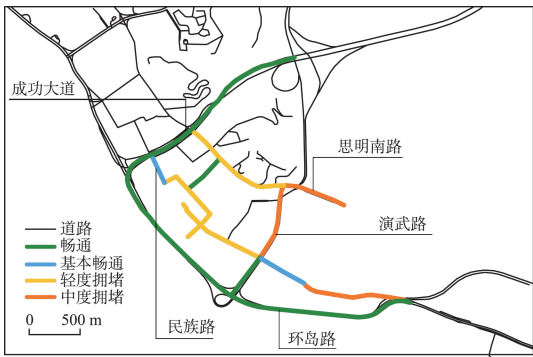 成功大道
思明南路
演武路
道路
畅通
基本畅通
轻度拥堵
中度拥堵
0 500 m
民族路
环岛路